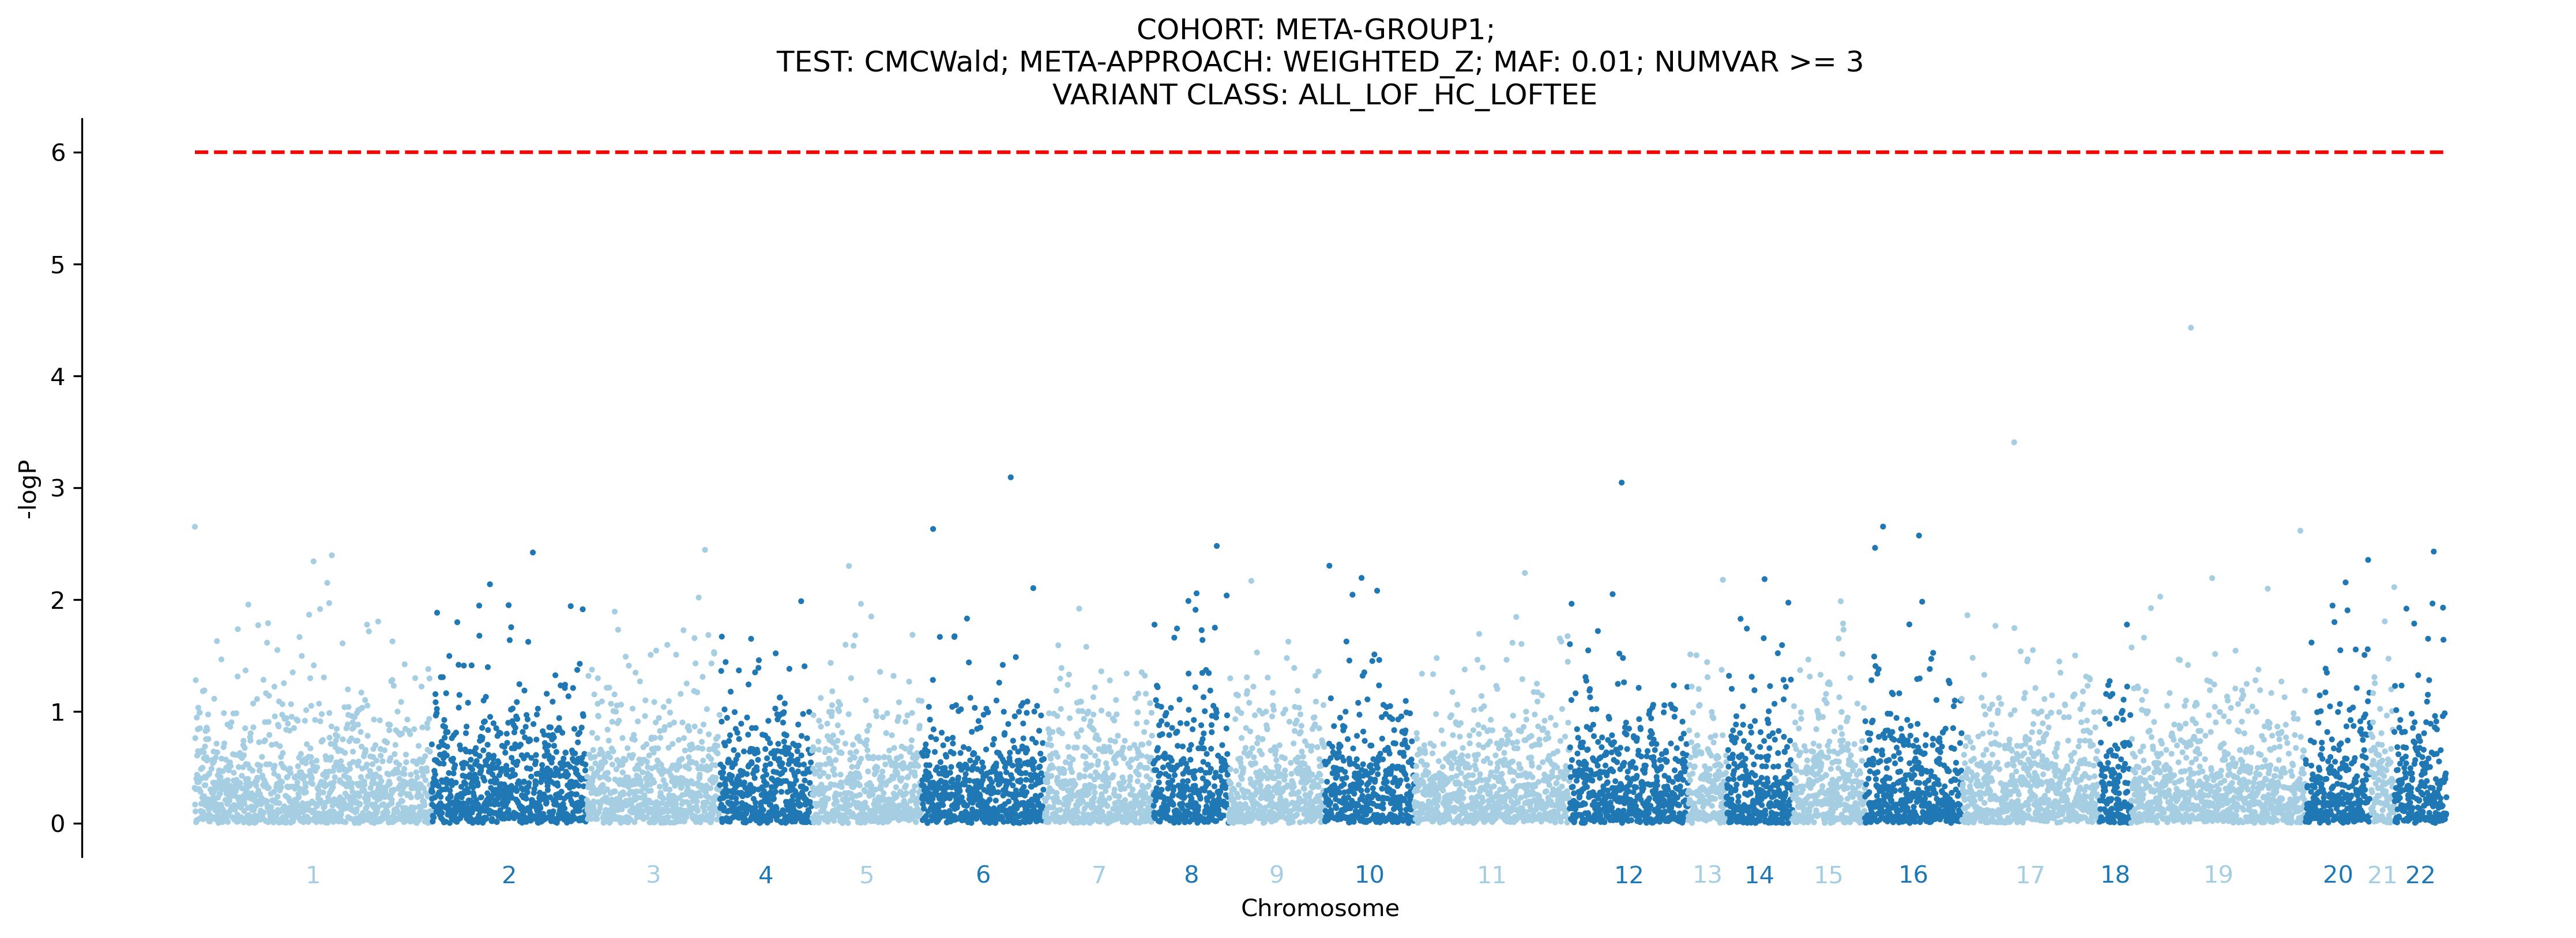 COHORT: META-GROUP1;
TEST: CMCWald; META-APPROACH: WEIGHTED_Z; MAF: 0.01; NUMVAR >= 3
VARIANT CLASS: ALL_LOF_HC_LOFTEE
6
5
4
3
2
1
0
-logP
1 2 3 4 5 6 7 8 9 10 11 12 13 14 15 16 17 18 19 20 21 22
Chromosome